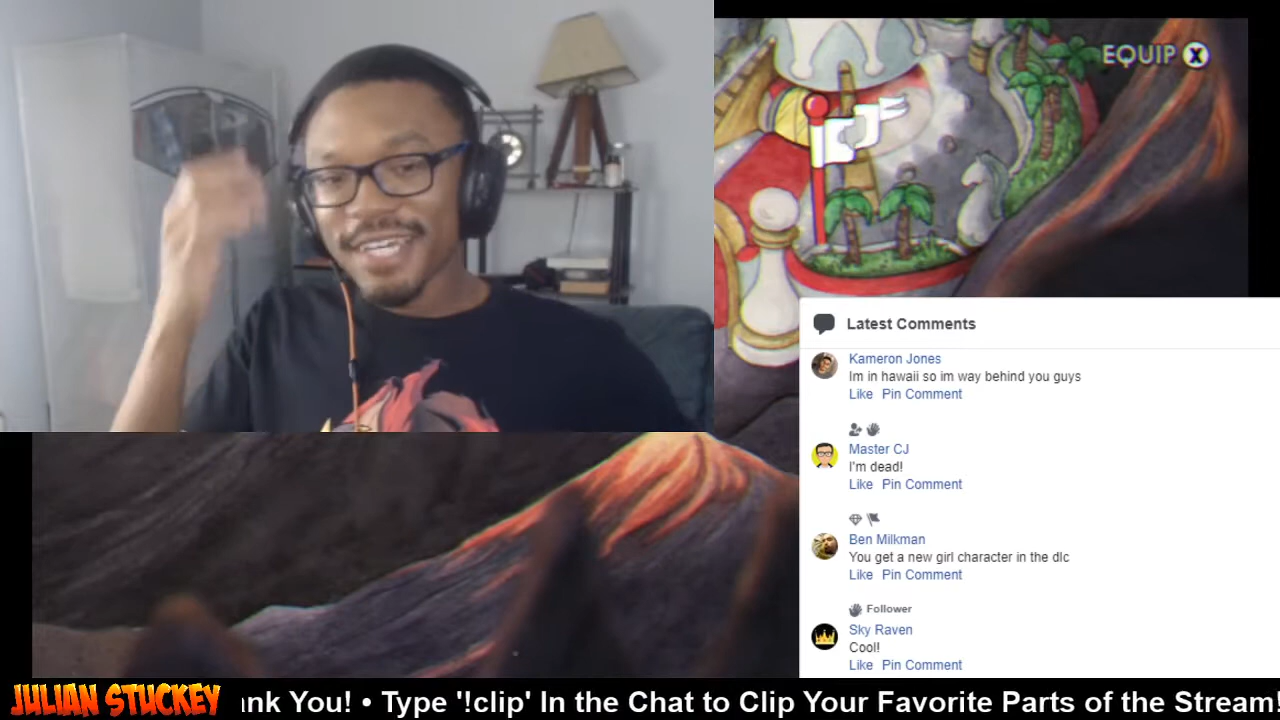 EQUIP X
Latest Comments
Kameron Jones
Im in hawaii so im way behind you guys
Like Pin Comment
Master CJ
I'm dead!
Like Pin Comment
Ben Milkman
You get a new girl character in the dlc
Like Pin Comment
Follower
Sky Raven
Cool!
Like Pin Comment
JULIAN STUCKEY
ank You! • Type '!clip' In the Chat to Clip Your Favorite Parts of the Stream!